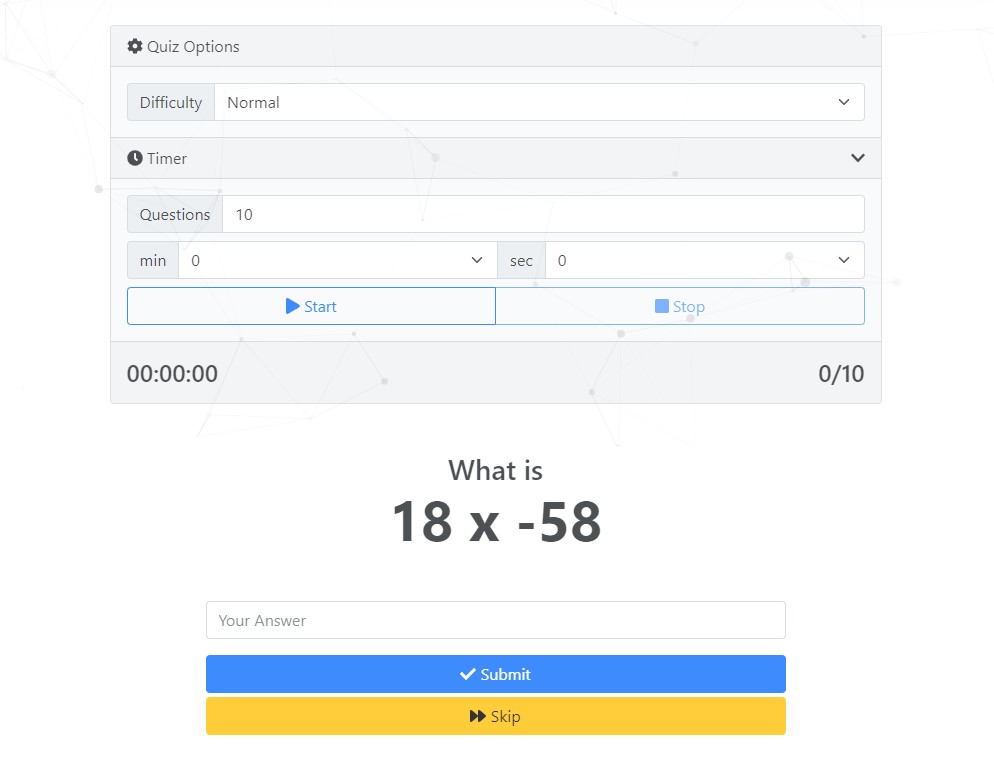 Quiz Options
Difficulty Normal
Timer
Questions 10
min 0 sec 0
Start Stop
00:00:00 0/10
What is
18 x -58
Your Answer
Submit
Skip